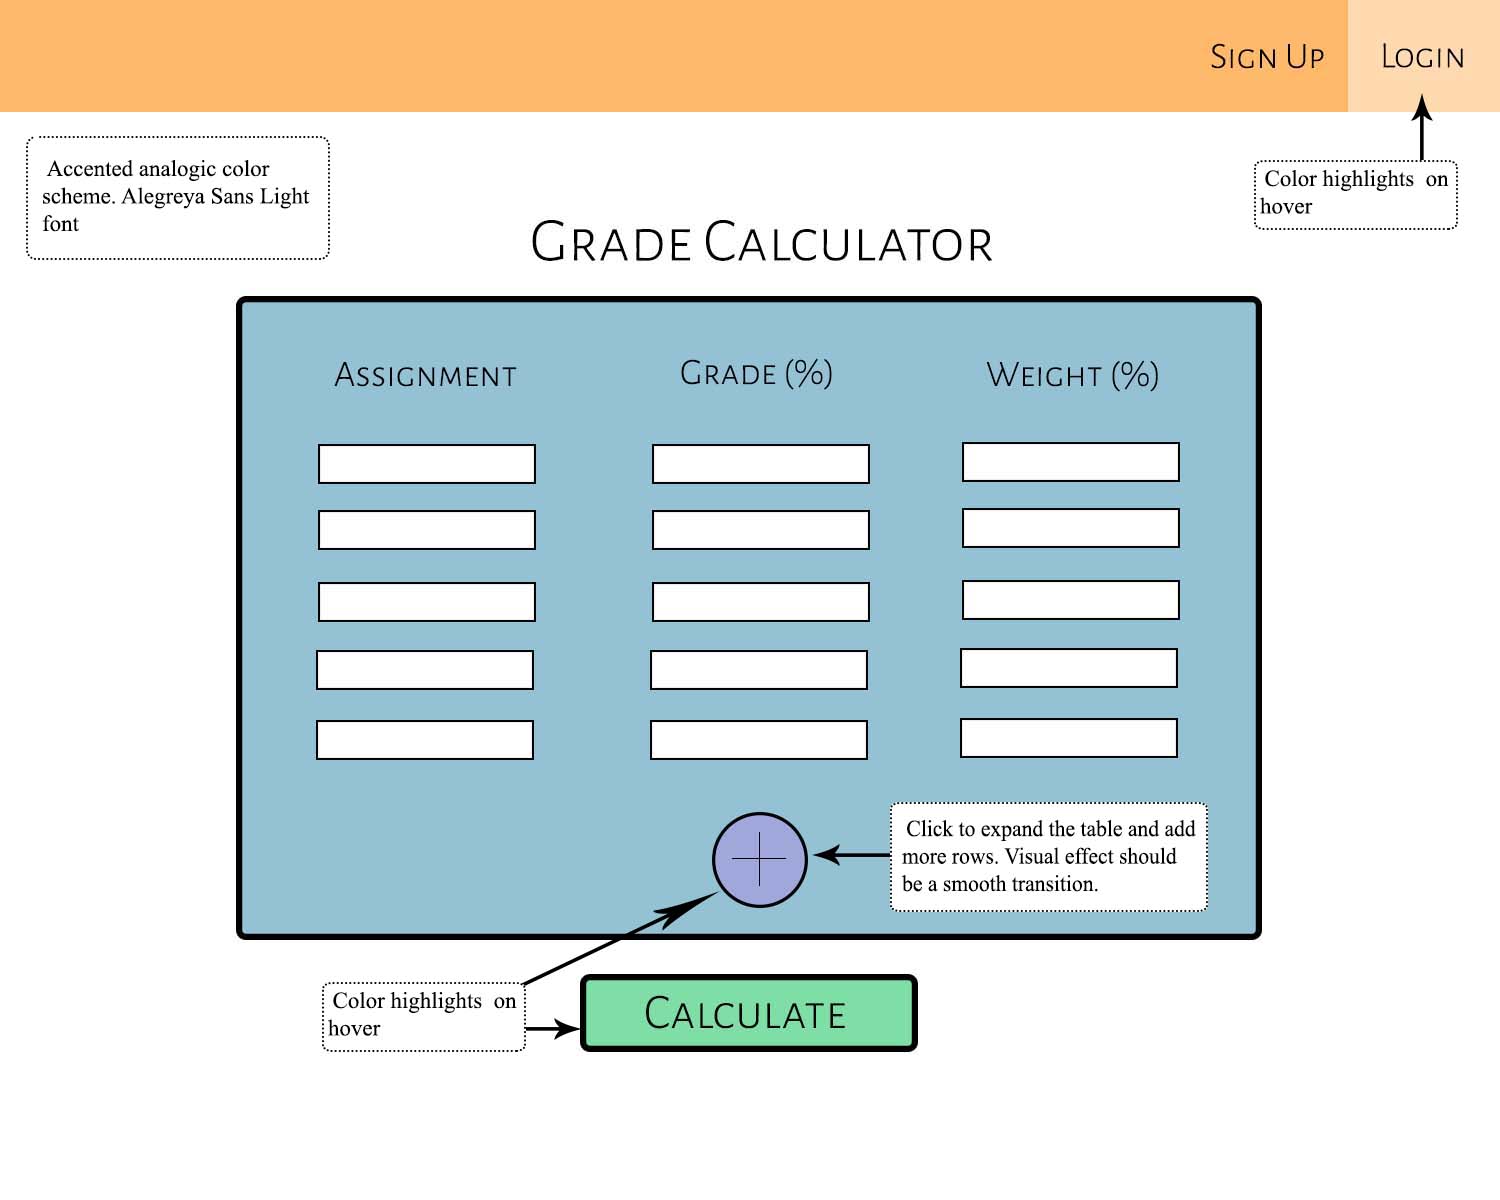 Sign Up
Login
Accented analogic color
scheme. Alegreya Sans Light
font
Color highlights on
hover
Grade Calculator
Assignment
Grade (%)
Weight (%)
Click to expand the table and add
more rows. Visual effect should
be a smooth transition.
Color highlights on
hover
Calculate